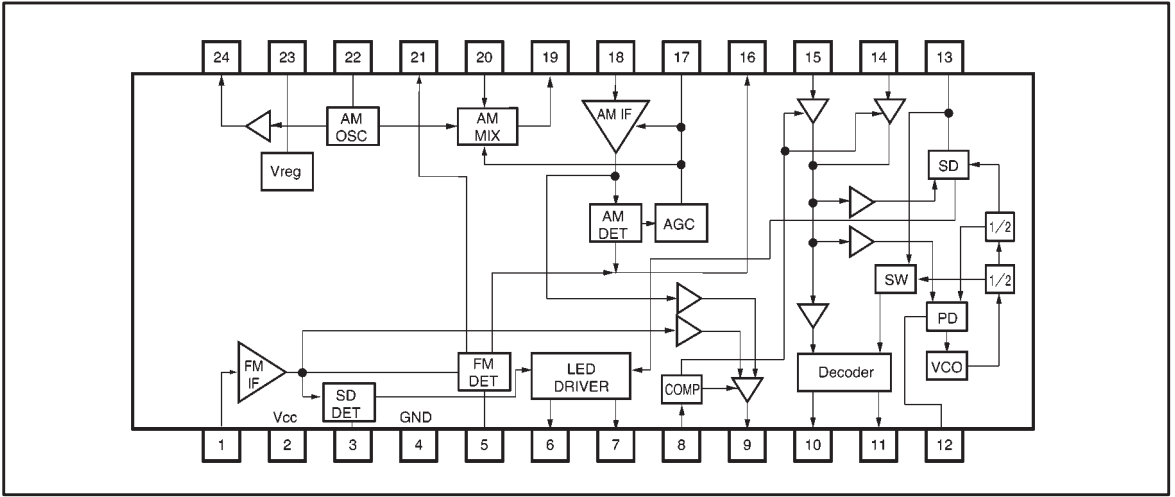 24 23 22 21 20 19 18 17 16 15 14 13
AM
OSC
AM
MIX
AM IF
Vreg
SD
AM
DET
AGC
1/2
SW
1/2
PD
FM
IF
FM
DET
LED
DRIVER
Decoder
VCO
SD
DET
COMP
Vcc
GND
1 2 3 4 5 6 7 8 9 10 11 12